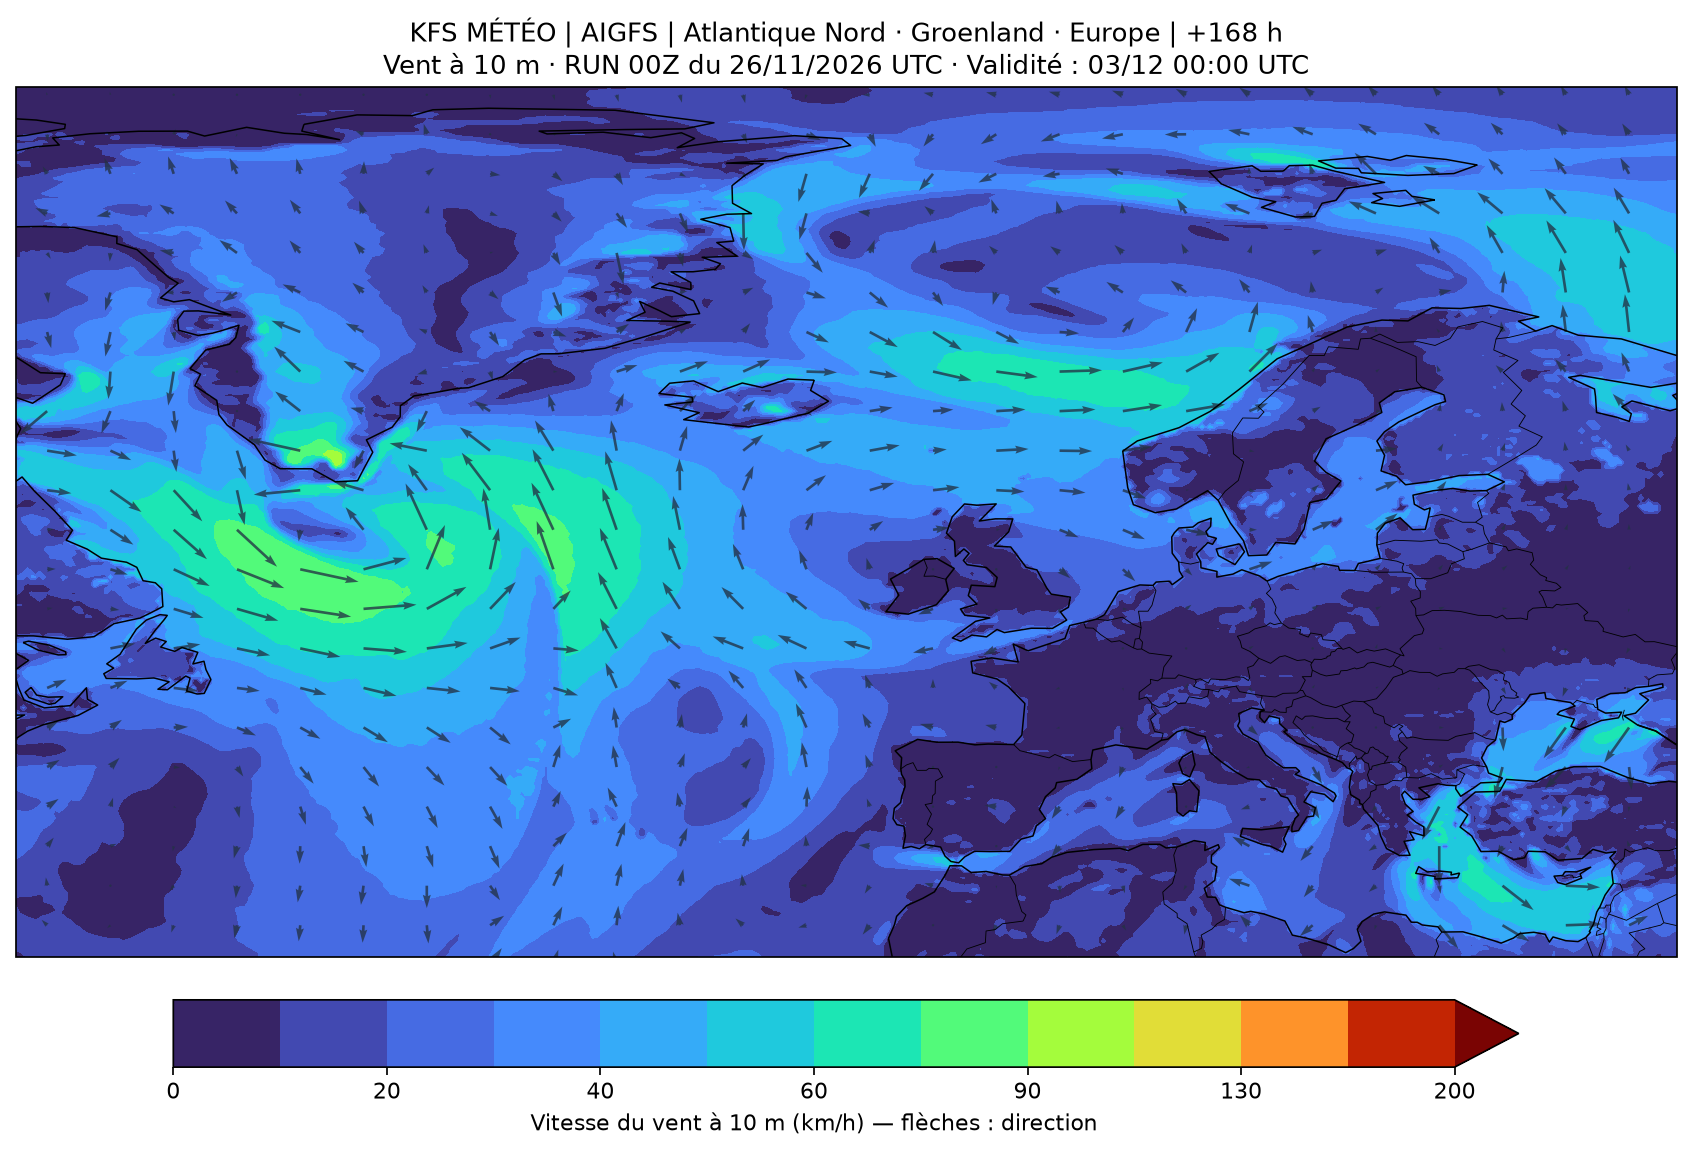 KFS MÉTÉO | AIGFS | Atlantique Nord · Groenland · Europe | +168 h
Vent à 10 m · RUN 00Z du 26/11/2026 UTC · Validité : 03/12 00:00 UTC
0 20 40 60 90 130 200
Vitesse du vent à 10 m (km/h) — flèches : direction